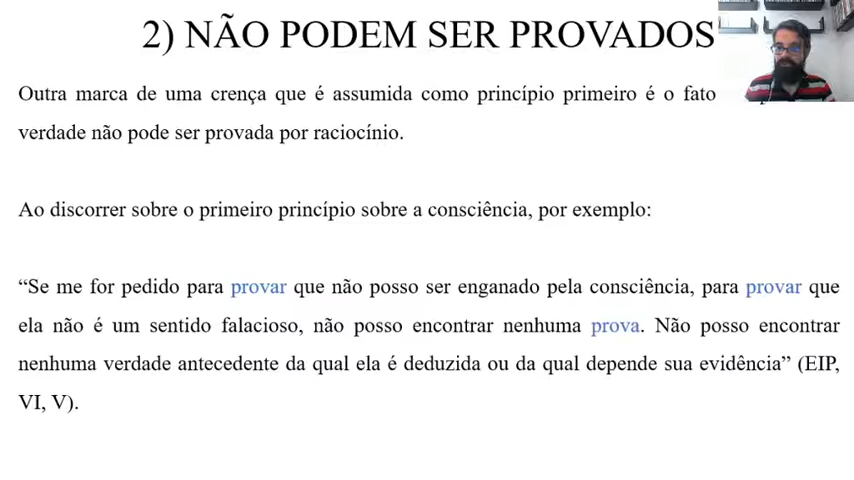 2) NÃO PODEM SER PROVADOS
Outra marca de uma crença que é assumida como princípio primeiro é o fato
verdade não pode ser provada por raciocínio.
Ao discorrer sobre o primeiro princípio sobre a consciência, por exemplo:
“Se me for pedido para provar que não posso ser enganado pela consciência, para provar que
ela não é um sentido falacioso, não posso encontrar nenhuma prova. Não posso encontrar
nenhuma verdade antecedente da qual ela é deduzida ou da qual depende sua evidência” (EIP,
VI, V).